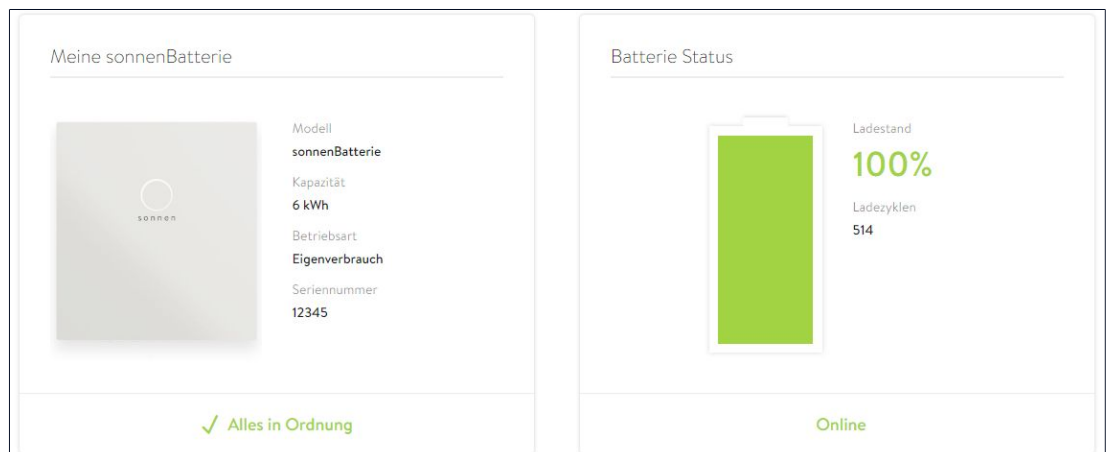 Meine sonnenBatterie
sonnen
Modell
sonnenBatterie
Kapazität
6 kWh
Betriebsart
Eigenverbrauch
Seriennummer
12345
Alles in Ordnung
Batterie Status
Ladestand
100%
Ladezyklen
514
Online